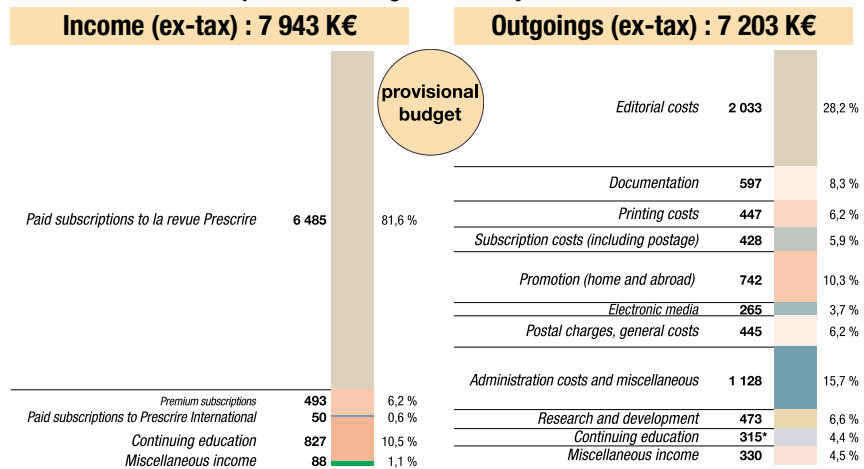 Income (ex-tax) : 7 943 K€
Outgoings (ex-tax) : 7 203 K€
provisional
budget
Paid subscriptions to la revue Prescrire 6 485 81,6 %
Premium subscriptions 493 6,2 %
Paid subscriptions to Prescrire International 50 0,6 %
Continuing education 827 10,5 %
Miscellaneous income 88 1,1 %
Editorial costs 2 033 28,2 %
Documentation 597 8,3 %
Printing costs 447 6,2 %
Subscription costs (including postage) 428 5,9 %
Promotion (home and abroad) 742 10,3 %
Electronic media 265 3,7 %
Postal charges, general costs 445 6,2 %
Administration costs and miscellaneous 1 128 15,7 %
Research and development 473 6,6 %
Continuing education 315* 4,4 %
Miscellaneous income 330 4,5 %